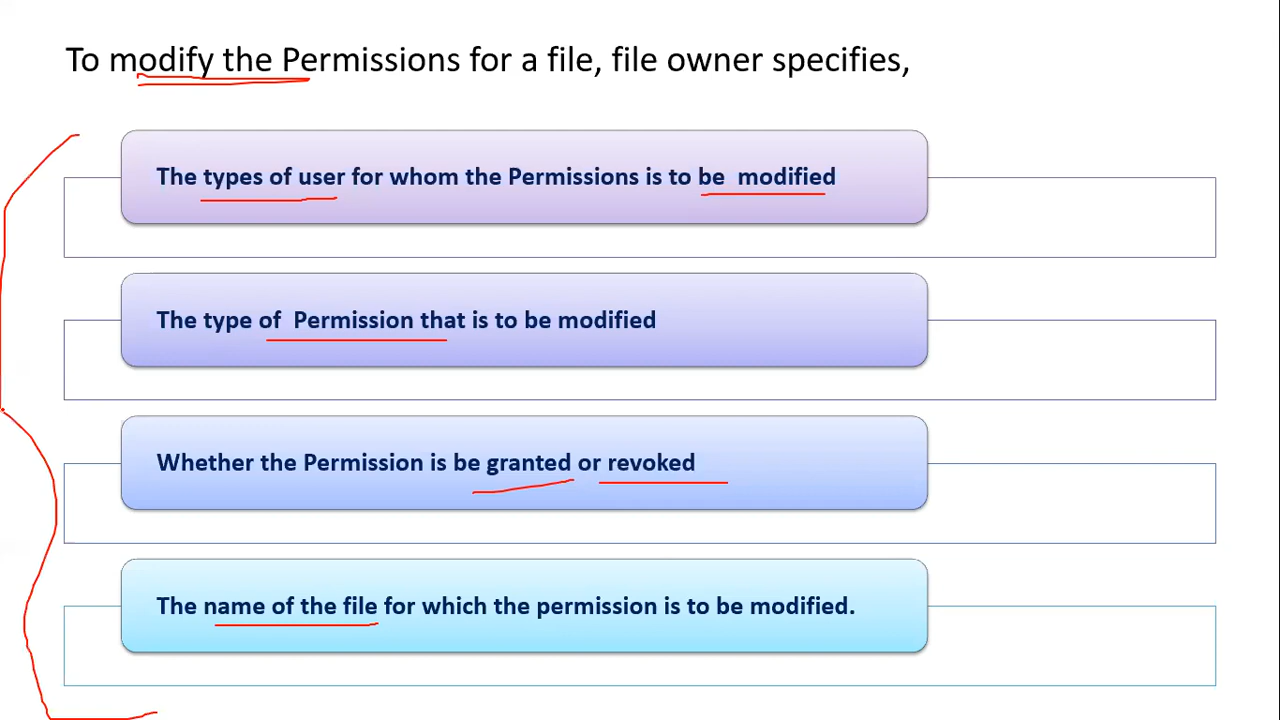 To modify the Permissions for a file, file owner specifies,
The types of user for whom the Permissions is to be modified
The type of Permission that is to be modified
Whether the Permission is be granted or revoked
The name of the file for which the permission is to be modified.